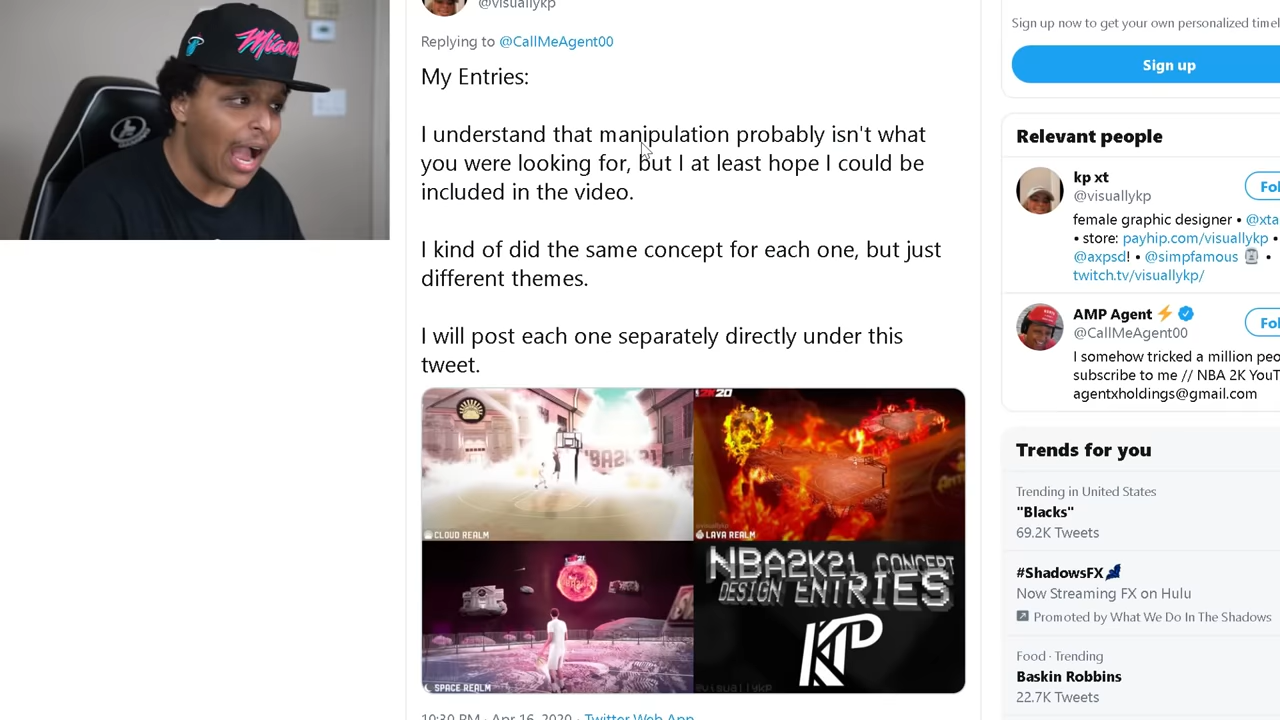 Miami
@visuallykp
Replying to @CallMeAgent00
My Entries:
I understand that manipulation probably isn't what
you were looking for, but I at least hope I could be
included in the video.
I kind of did the same concept for each one, but just
different themes.
I will post each one separately directly under this
tweet.
CLOUD REALM
2K20
LAVA REALM
SPACE REALM
NBA2K21 CONCEPT
DESIGN ENTRIES
KP
@visuallykp
10:30 PM · Apr 16, 2020 · Twitter Web App
Sign up now to get your own personalized timel
Sign up
Relevant people
kp xt
@visuallykp
Fol
female graphic designer • @xta
• store: payhip.com/visuallykp •
@axpsd! • @simpfamous •
twitch.tv/visuallykp/
AMP Agent
@CallMeAgent00
Fol
I somehow tricked a million peo
subscribe to me // NBA 2K YouT
agentxholdings@gmail.com
Trends for you
Trending in United States
"Blacks"
69.2K Tweets
#ShadowsFX
Now Streaming FX on Hulu
Promoted by What We Do In The Shadows
Food · Trending
Baskin Robbins
22.7K Tweets